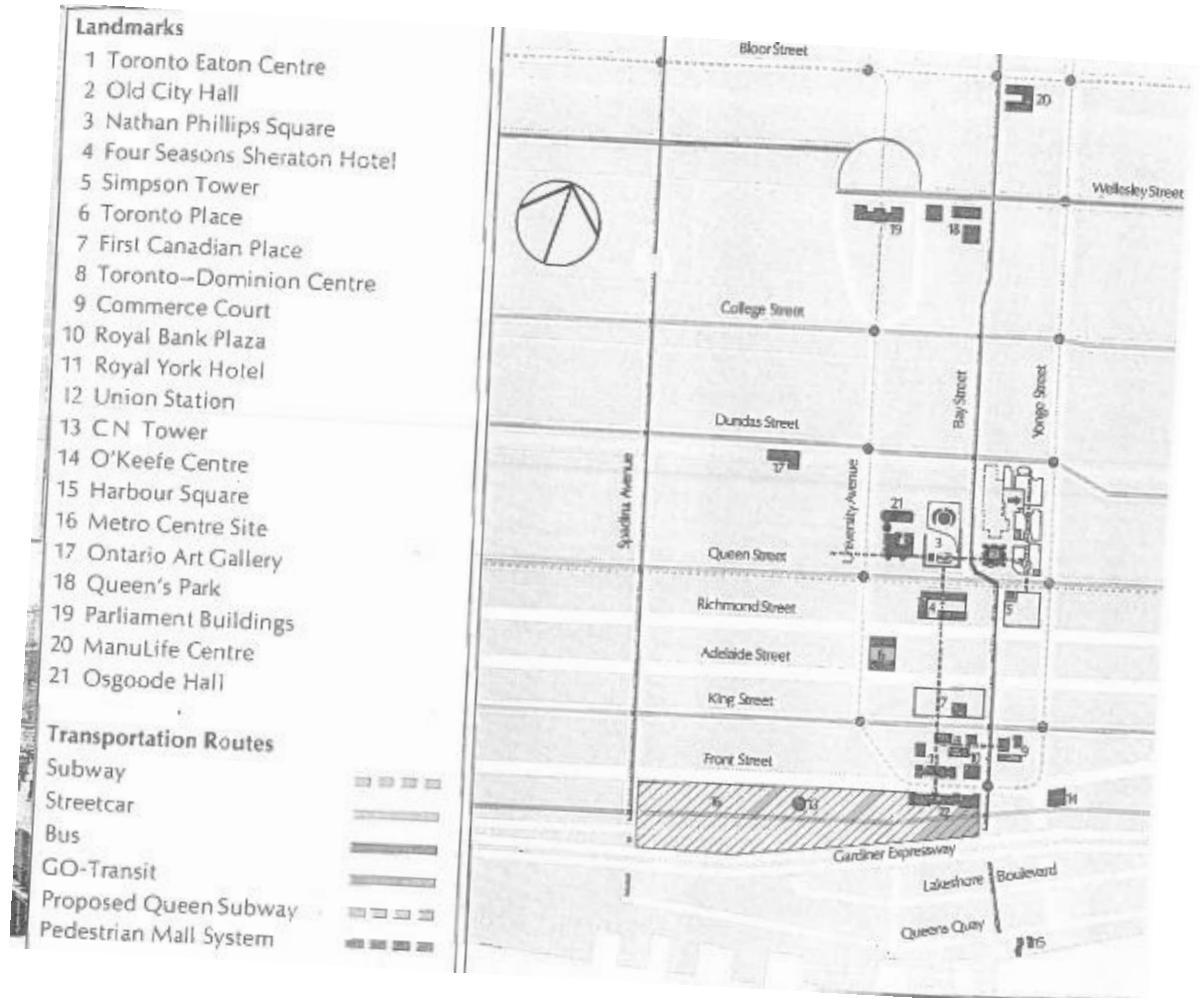 Landmarks
1 Toronto Eaton Centre
2 Old City Hall
3 Nathan Phillips Square
4 Four Seasons Sheraton Hotel
5 Simpson Tower
6 Toronto Place
7 First Canadian Place
8 Toronto-Dominion Centre
9 Commerce Court
10 Royal Bank Plaza
11 Royal York Hotel
12 Union Station
13 CN Tower
14 O'Keefe Centre
15 Harbour Square
16 Metro Centre Site
17 Ontario Art Gallery
18 Queen's Park
19 Parliament Buildings
20 ManuLife Centre
21 Osgoode Hall
Transportation Routes
Subway
Streetcar
Bus
GO-Transit
Proposed Queen Subway
Pedestrian Mall System
Bloor Street
20
Wellesley Street
19
18
College Street
Bay Street
Yonge Street
Dundas Street
17
Spadina Avenue
University Avenue
21
3
Queen Street
Richmond Street
4
5
Adelaide Street
6
King Street
7
Front Street
11
10
9
16
13
12
14
Gardiner Expressway
Lakeshore Boulevard
Queens Quay
15